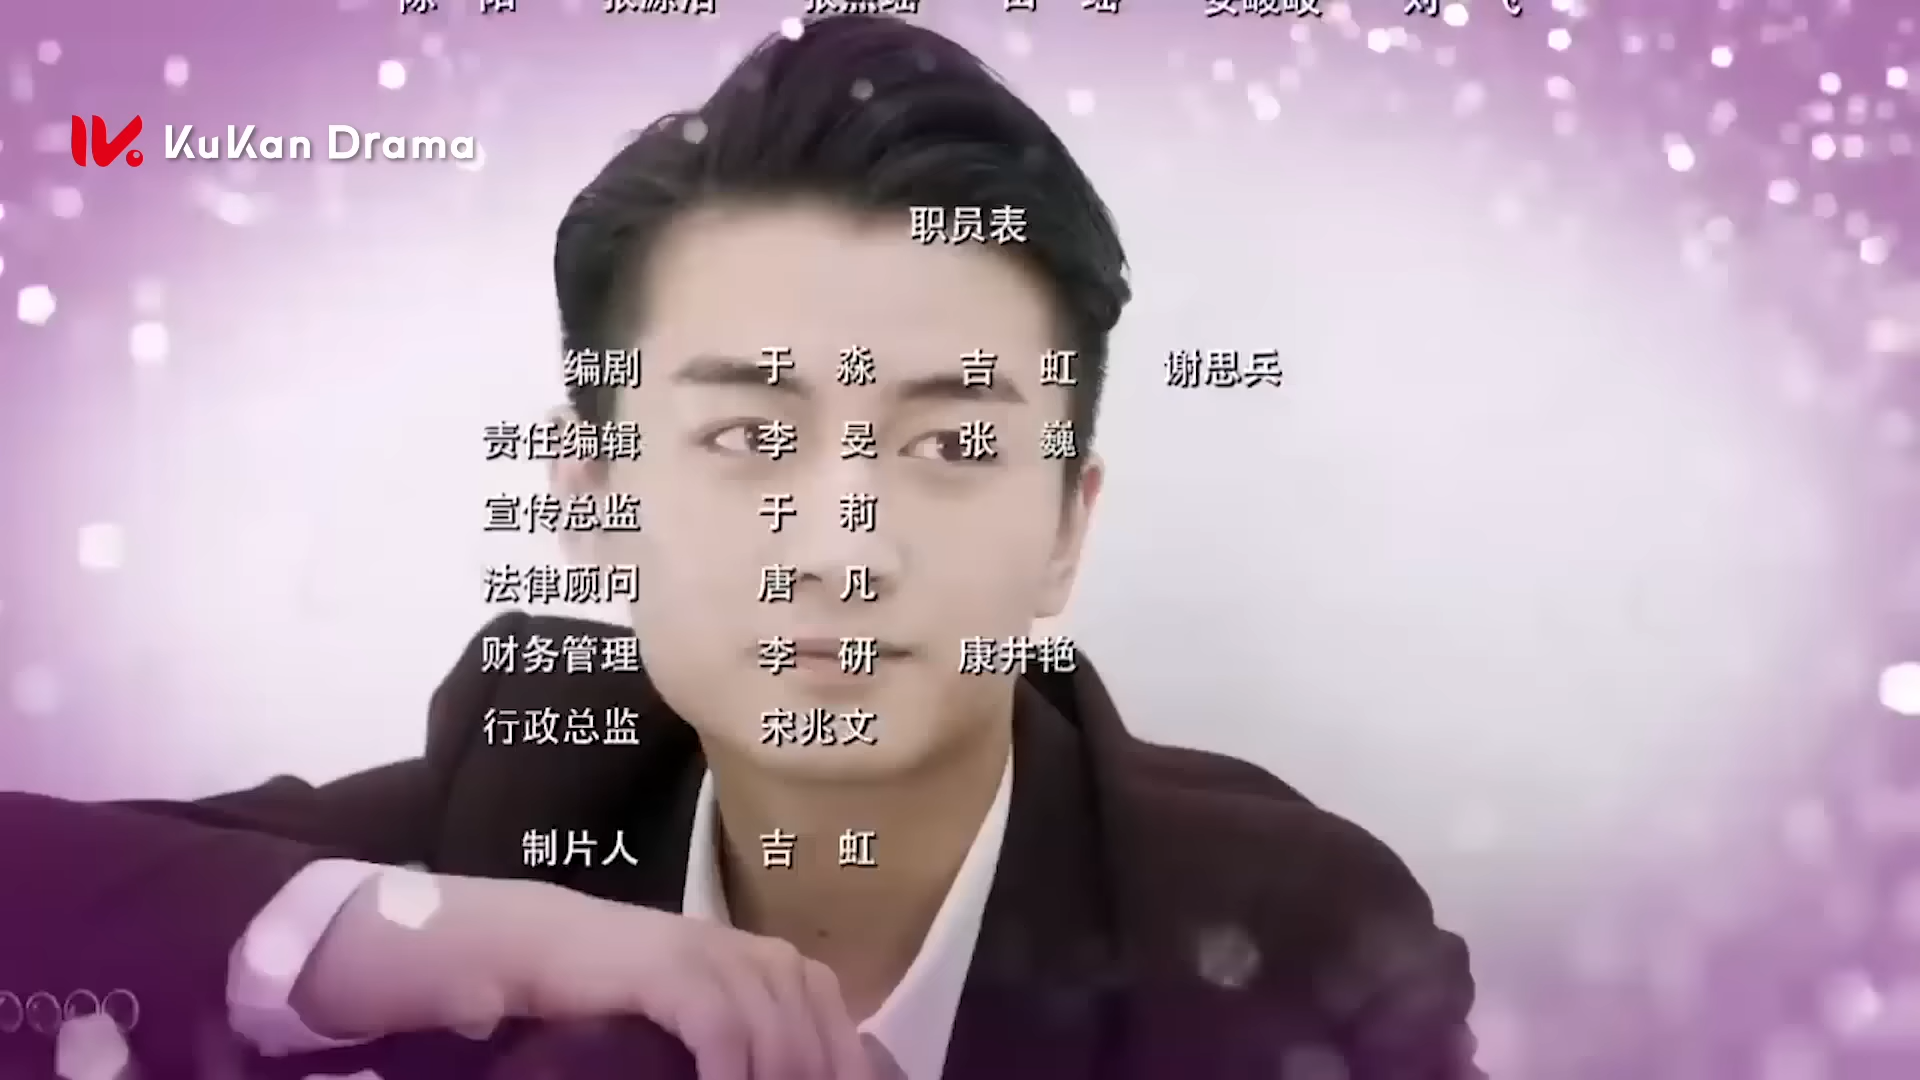 KuKan Drama
职员表
编剧 于淼 吉虹 谢思兵
责任编辑 李旻 张巍
宣传总监 于莉
法律顾问 唐凡
财务管理 李研 康井艳
行政总监 宋兆文
制片人 吉虹